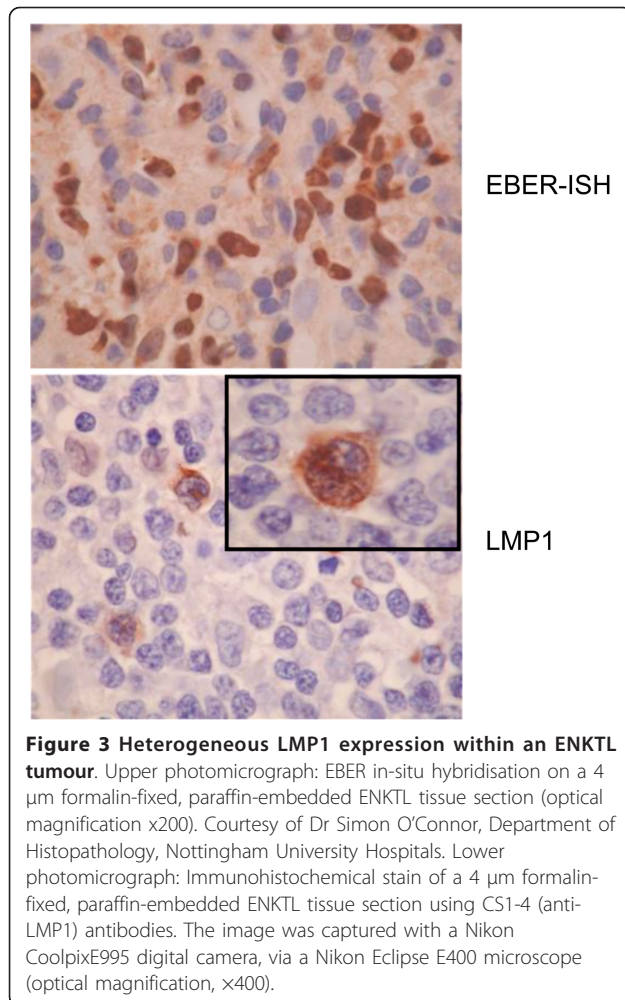 EBER-ISH
LMP1
Figure 3 Heterogeneous LMP1 expression within an ENKTL
tumour. Upper photomicrograph: EBER in-situ hybridisation on a 4
μm formalin-fixed, paraffin-embedded ENKTL tissue section (optical
magnification x200). Courtesy of Dr Simon O'Connor, Department of
Histopathology, Nottingham University Hospitals. Lower
photomicrograph: Immunohistochemical stain of a 4 μm formalin-
fixed, paraffin-embedded ENKTL tissue section using CS1-4 (anti-
LMP1) antibodies. The image was captured with a Nikon
CoolpixE995 digital camera, via a Nikon Eclipse E400 microscope
(optical magnification, ×400).